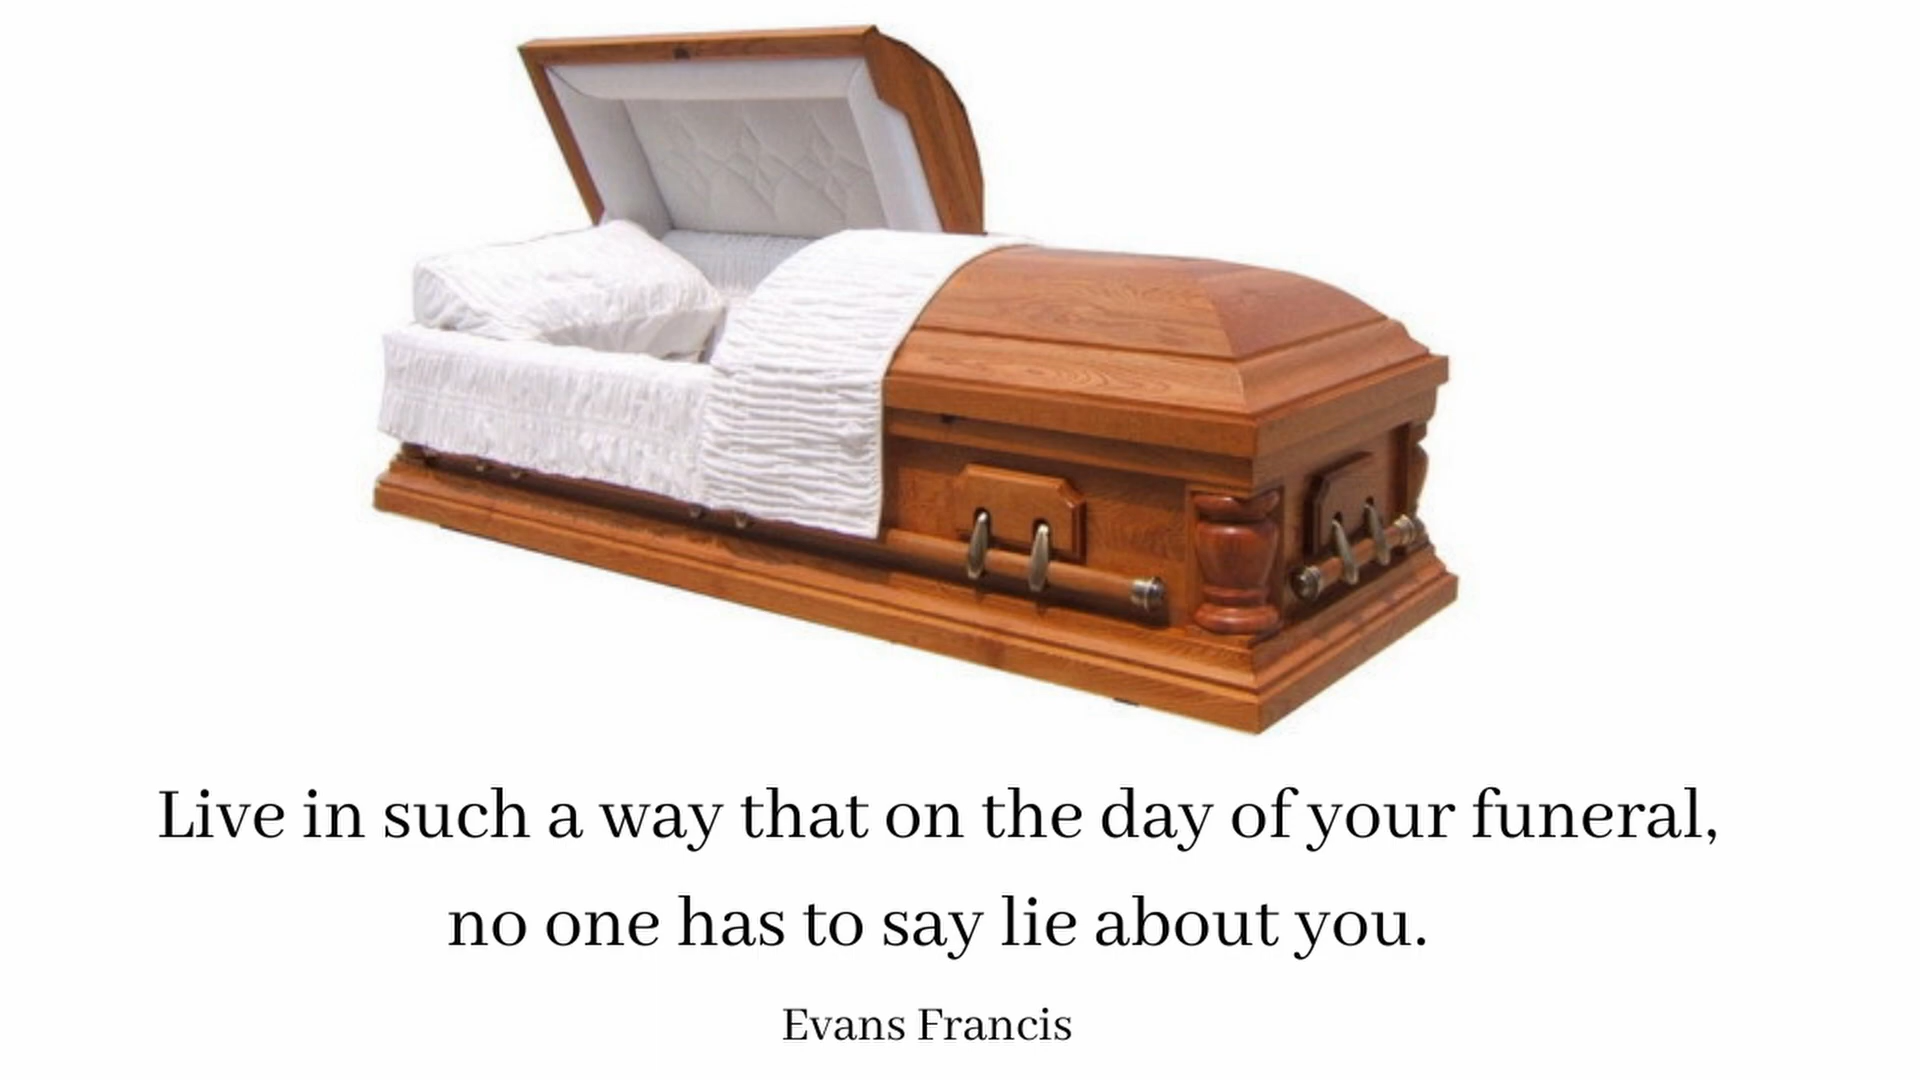 Live in such a way that on the day of your funeral,
no one has to say lie about you.
Evans Francis